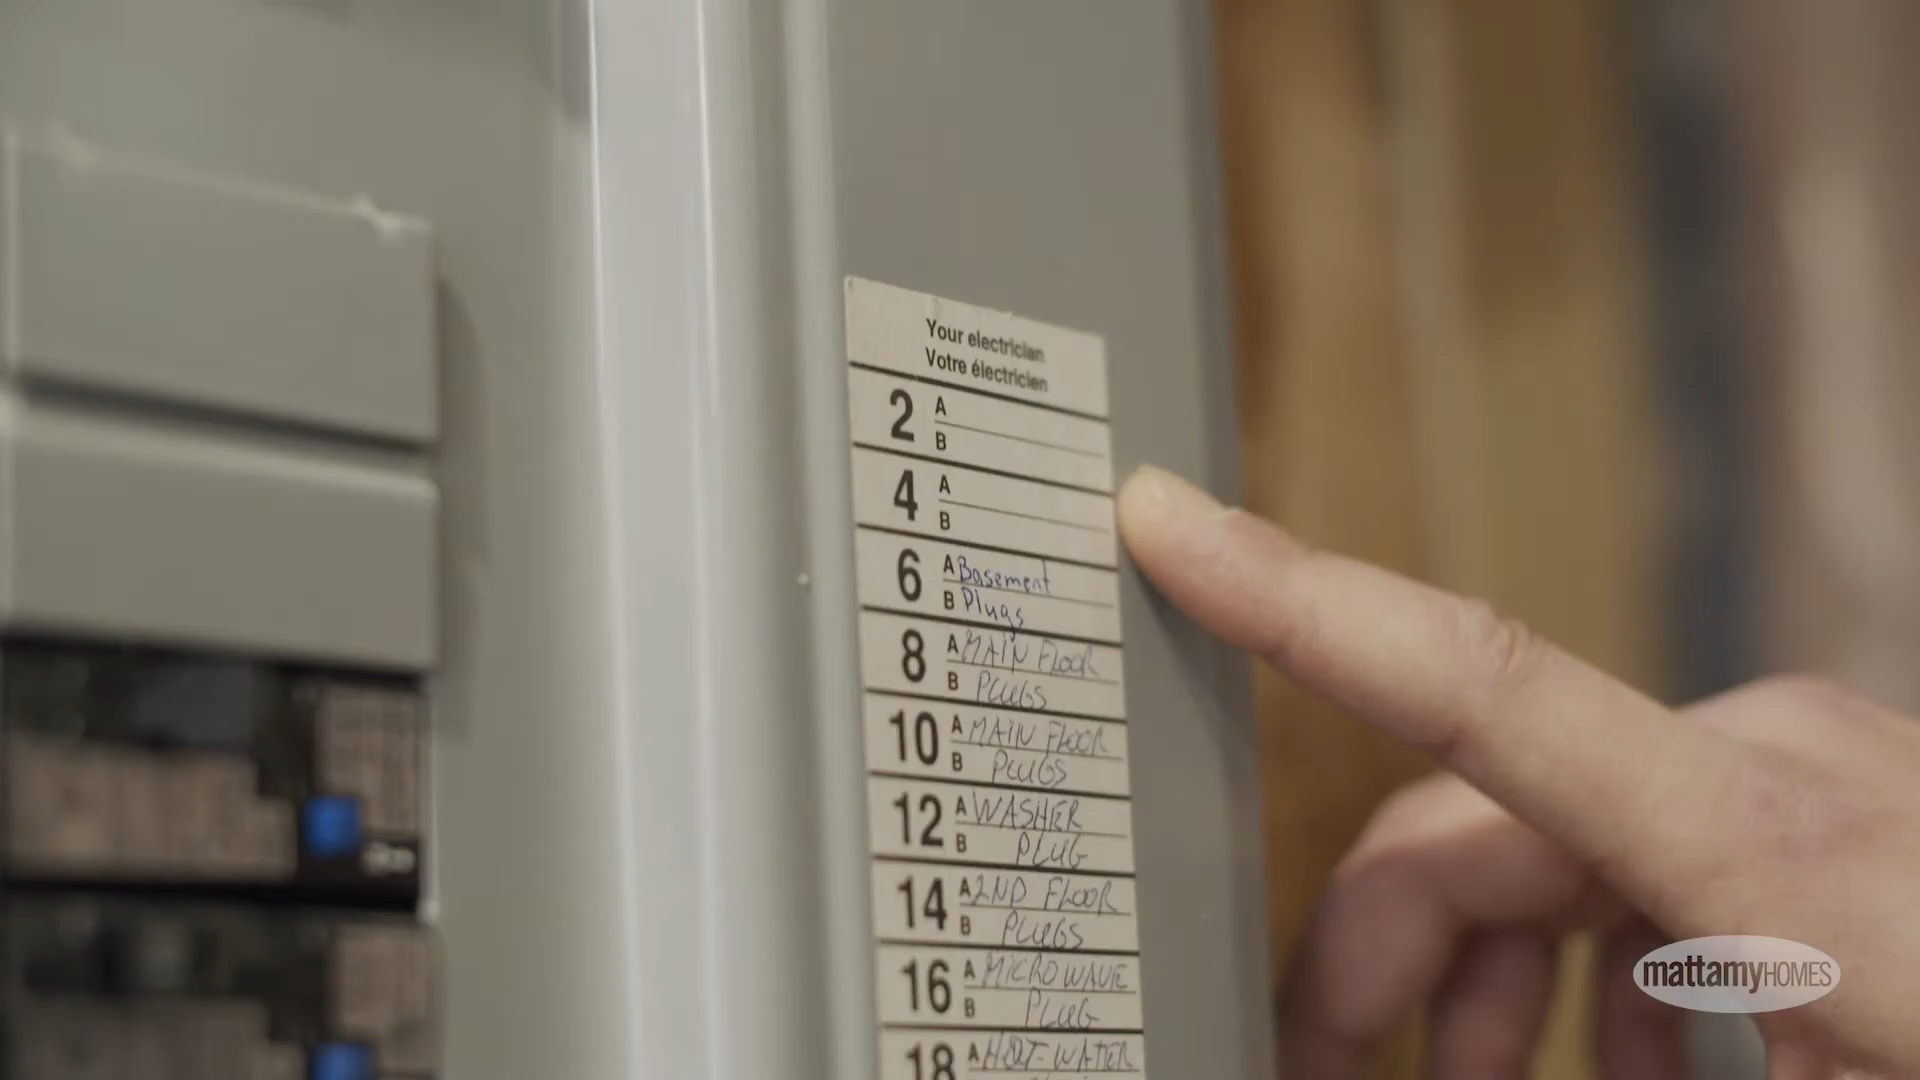 Your electrician
Votre électricien
2 A
B
4 A
B
6 A Basement
B Plugs
8 A MAIN FLOOR
B PLUGS
10 A MAIN FLOOR
B PLUGS
12 A WASHER
B PLUG
14 A 2ND FLOOR
B PLUGS
16 A MICROWAVE
B PLUG
18 A HOT-WATER
mattamyHOMES